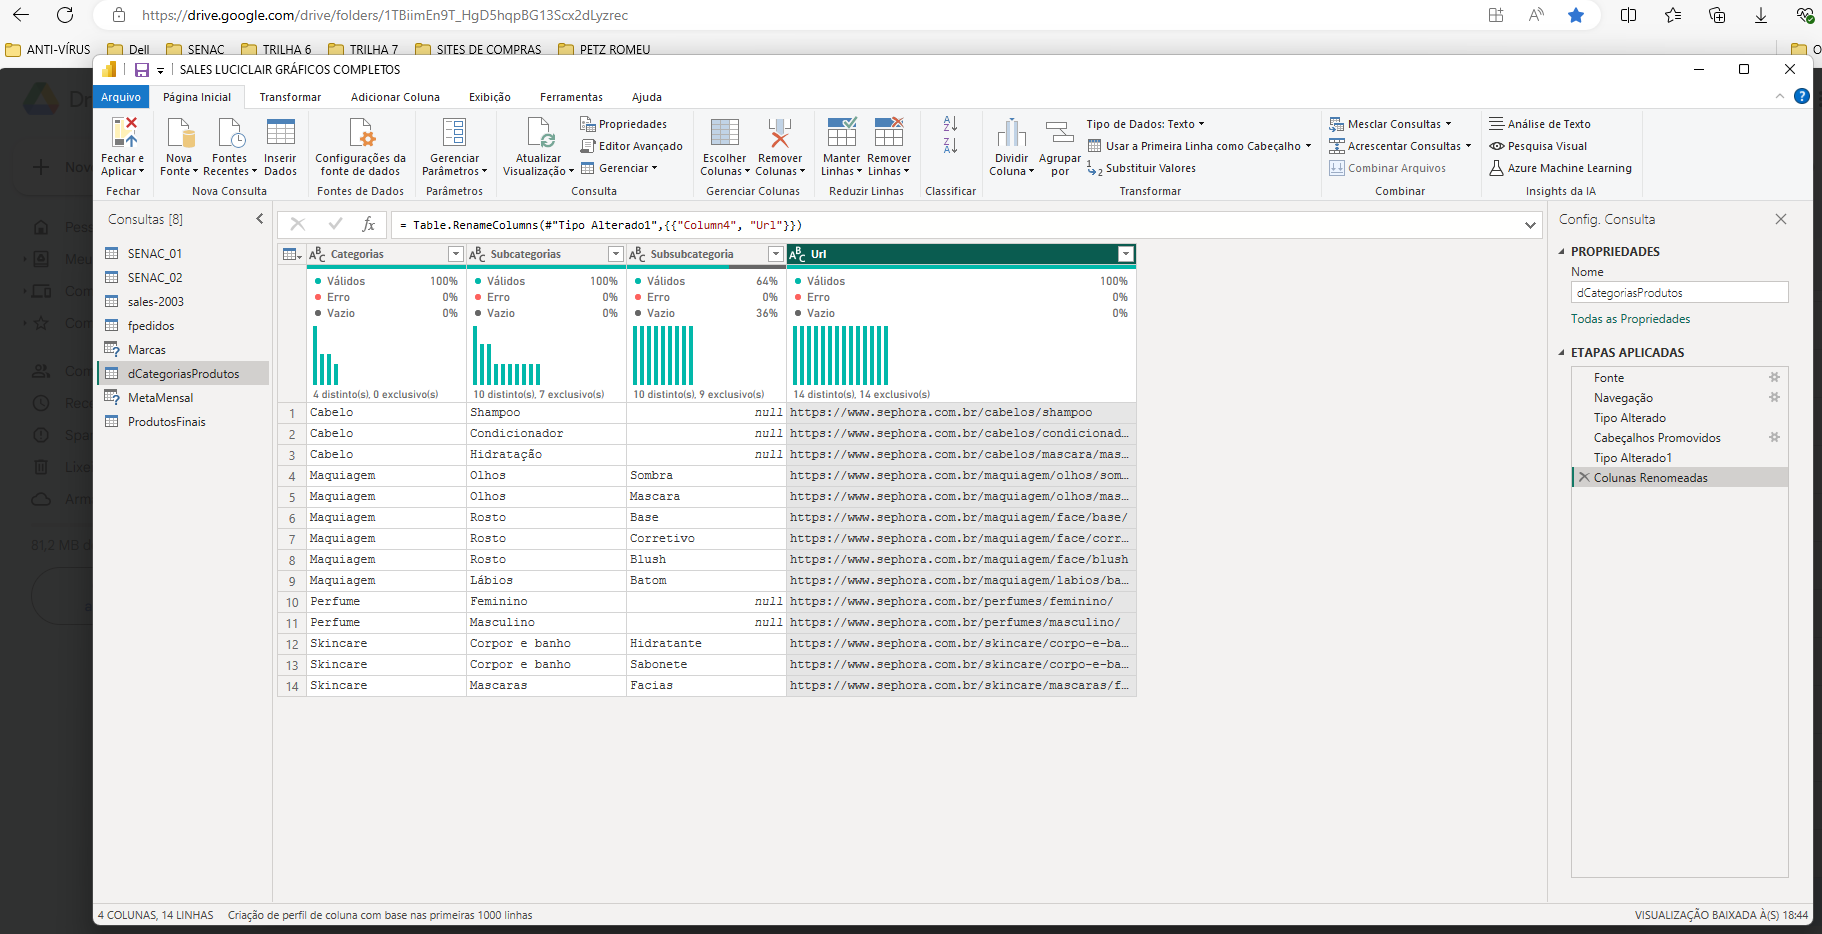 https://drive.google.com/drive/folders/1TBiimEn9T_HgD5hqpBG13Scx2dLyzrec
ANTI-VÍRUS Dell SENAC TRILHA 6 TRILHA 7 SITES DE COMPRAS PETZ ROMEU
SALES LUCICLAIR GRÁFICOS COMPLETOS
Arquivo Página Inicial Transformar Adicionar Coluna Exibição Ferramentas Ajuda
Fechar e Aplicar
Fechar
Nova Fonte
Fontes Recentes
Inserir Dados
Nova Consulta
Configurações da fonte de dados
Fontes de Dados
Gerenciar Parâmetros
Parâmetros
Atualizar Visualização
Propriedades
Editor Avançado
Gerenciar
Consulta
Escolher Colunas
Remover Colunas
Gerenciar Colunas
Manter Linhas
Remover Linhas
Reduzir Linhas
Classificar
Dividir Coluna
Agrupar por
Tipo de Dados: Texto
Usar a Primeira Linha como Cabeçalho
Substituir Valores
Transformar
Mesclar Consultas
Acrescentar Consultas
Combinar Arquivos
Combinar
Análise de Texto
Pesquisa Visual
Azure Machine Learning
Insights da IA
Consultas [8]
SENAC_01
SENAC_02
sales-2003
fpedidos
Marcas
dCategoriasProdutos
MetaMensal
ProdutosFinais
= Table.RenameColumns(#"Tipo Alterado1",{{"Column4", "Url"}})
Categorias Subcategorias Subsubcategoria Url
Válidos 100% Válidos 100% Válidos 64% Válidos 100%
Erro 0% Erro 0% Erro 0% Erro 0%
Vazio 0% Vazio 0% Vazio 36% Vazio 0%
4 distinto(s), 0 exclusivo(s) 10 distinto(s), 7 exclusivo(s) 10 distinto(s), 9 exclusivo(s) 14 distinto(s), 14 exclusivo(s)
1 Cabelo Shampoo null https://www.sephora.com.br/cabelos/shampoo
2 Cabelo Condicionador null https://www.sephora.com.br/cabelos/condicionad...
3 Cabelo Hidratação null https://www.sephora.com.br/cabelos/mascara/mas...
4 Maquiagem Olhos Sombra https://www.sephora.com.br/maquiagem/olhos/som...
5 Maquiagem Olhos Mascara https://www.sephora.com.br/maquiagem/olhos/mas...
6 Maquiagem Rosto Base https://www.sephora.com.br/maquiagem/face/base/
7 Maquiagem Rosto Corretivo https://www.sephora.com.br/maquiagem/face/corr...
8 Maquiagem Rosto Blush https://www.sephora.com.br/maquiagem/face/blush
9 Maquiagem Lábios Batom https://www.sephora.com.br/maquiagem/labios/ba...
10 Perfume Feminino null https://www.sephora.com.br/perfumes/feminino/
11 Perfume Masculino null https://www.sephora.com.br/perfumes/masculino/
12 Skincare Corpor e banho Hidratante https://www.sephora.com.br/skincare/corpo-e-ba...
13 Skincare Corpor e banho Sabonete https://www.sephora.com.br/skincare/corpo-e-ba...
14 Skincare Mascaras Facias https://www.sephora.com.br/skincare/mascaras/f...
Config. Consulta
PROPRIEDADES
Nome
dCategoriasProdutos
Todas as Propriedades
ETAPAS APLICADAS
Fonte
Navegação
Tipo Alterado
Cabeçalhos Promovidos
Tipo Alterado1
Colunas Renomeadas
4 COLUNAS, 14 LINHAS Criação de perfil de coluna com base nas primeiras 1000 linhas
VISUALIZAÇÃO BAIXADA À(S) 18:44